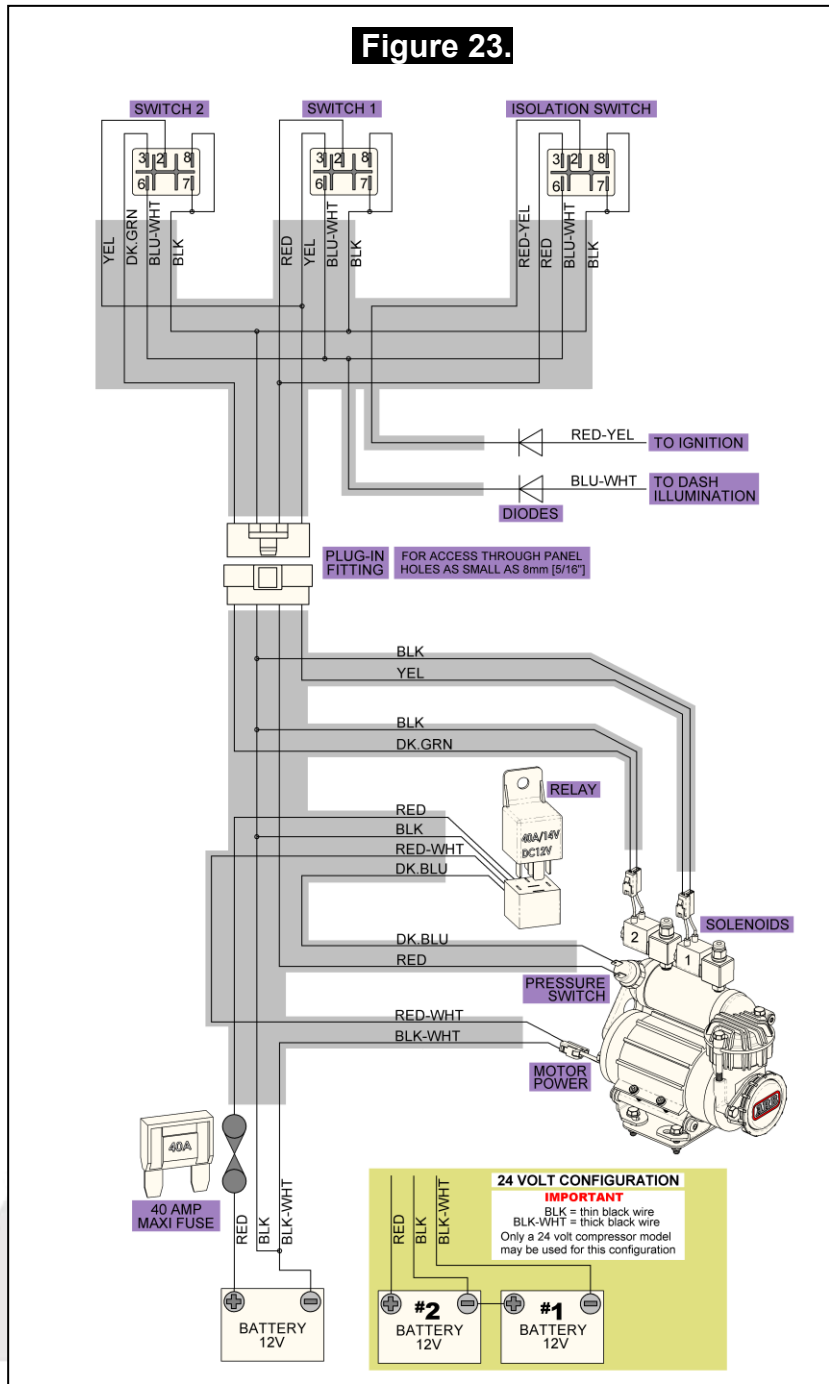 Figure 23.
SWITCH 2
SWITCH 1
ISOLATION SWITCH
3 2 8
6 7
3 2 8
6 7
3 2 8
6 7
YEL
DK.GRN
BLU-WHT
BLK
RED
YEL
BLU-WHT
BLK
RED-YEL
RED
BLU-WHT
BLK
RED-YEL
TO IGNITION
BLU-WHT
TO DASH
ILLUMINATION
DIODES
PLUG-IN
FITTING
FOR ACCESS THROUGH PANEL
HOLES AS SMALL AS 8mm [5/16"]
BLK
YEL
BLK
DK.GRN
RELAY
40A/14V
DC12V
RED
BLK
RED-WHT
DK.BLU
2
1
SOLENOIDS
DK.BLU
RED
PRESSURE
SWITCH
RED-WHT
BLK-WHT
MOTOR
POWER
ARB
40A
40 AMP
MAXI FUSE
RED
BLK
BLK-WHT
BATTERY
12V
24 VOLT CONFIGURATION
IMPORTANT
BLK = thin black wire
BLK-WHT = thick black wire
Only a 24 volt compressor model
may be used for this configuration
RED
BLK
BLK-WHT
#2
BATTERY
12V
#1
BATTERY
12V